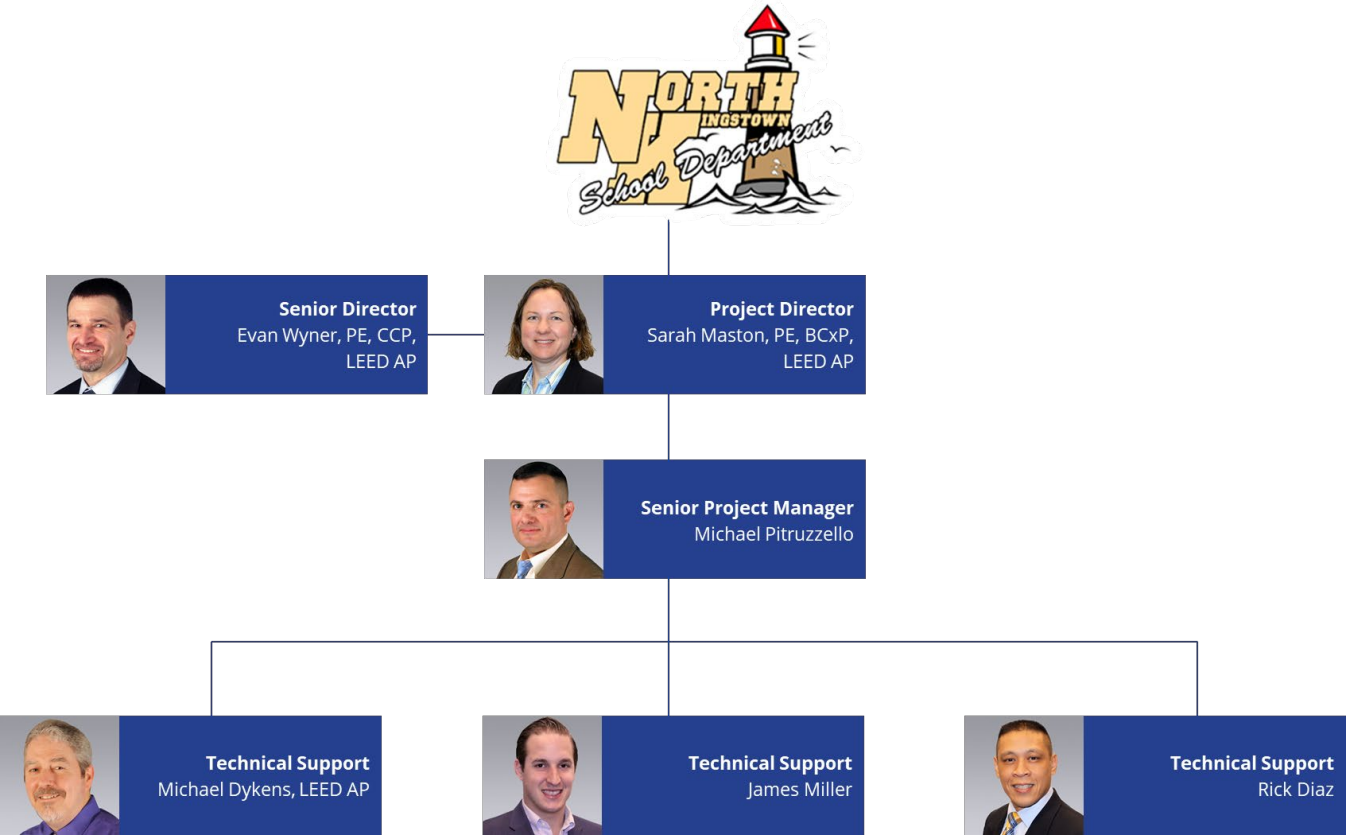 NORTH
KINGSTOWN
School Department
Senior Director
Evan Wyner, PE, CCP,
LEED AP
Project Director
Sarah Maston, PE, BCxP,
LEED AP
Senior Project Manager
Michael Pitruzzello
Technical Support
Michael Dykens, LEED AP
Technical Support
James Miller
Technical Support
Rick Diaz